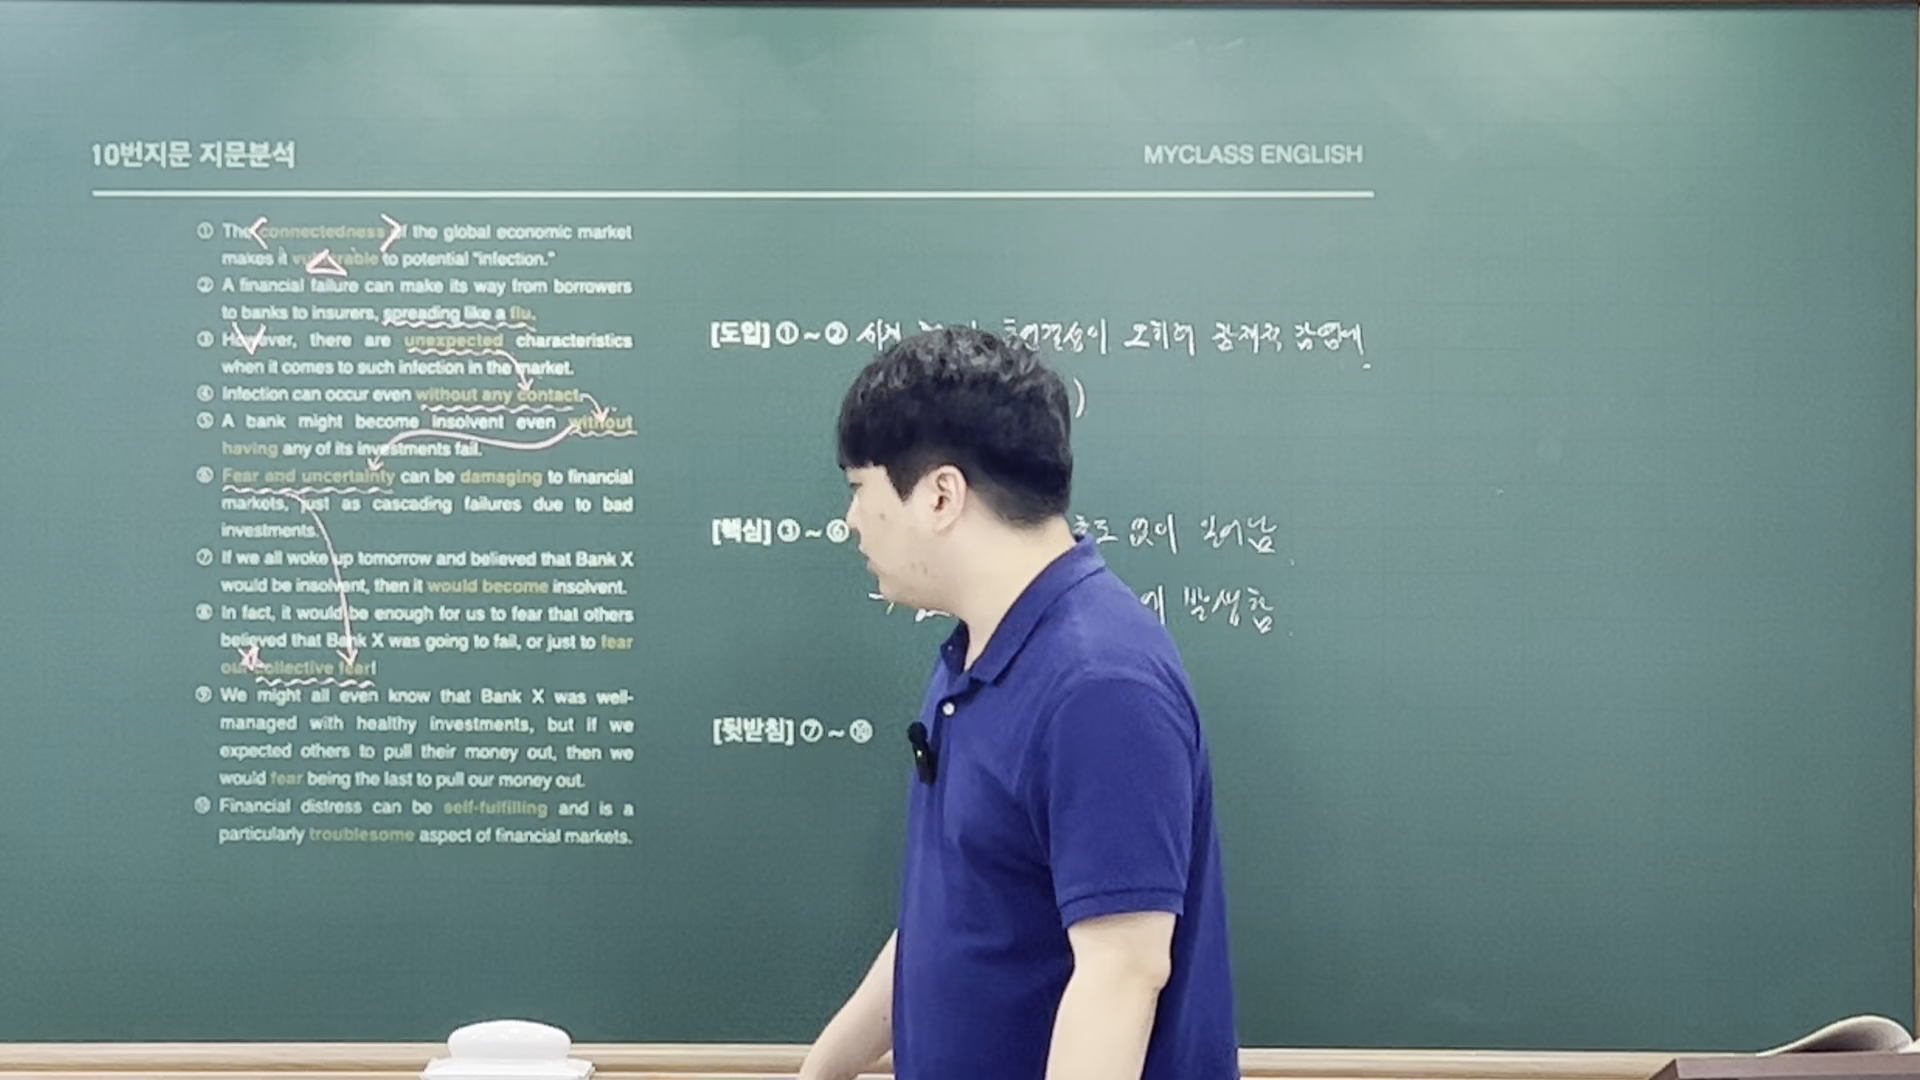 10번지문 지문분석
MYCLASS ENGLISH
① The connectedness of the global economic market
makes it vulnerable to potential "infection."
② A financial failure can make its way from borrowers
to banks to insurers, spreading like a flu.
③ However, there are unexpected characteristics
when it comes to such infection in the market.
④ Infection can occur even without any contact.
⑤ A bank might become insolvent even without
having any of its investments fail.
⑥ Fear and uncertainty can be damaging to financial
markets, just as cascading failures due to bad
investments.
⑦ If we all woke up tomorrow and believed that Bank X
would be insolvent, then it would become insolvent.
⑧ In fact, it would be enough for us to fear that others
believed that Bank X was going to fail, or just to fear
our collective fear!
⑨ We might all even know that Bank X was well-
managed with healthy investments, but if we
expected others to pull their money out, then we
would fear being the last to pull our money out.
⑩ Financial distress can be self-fulfilling and is a
particularly troublesome aspect of financial markets.
[도입] ① ~ ② 오히려 잠재적 감염에
)
[핵심] ③ ~ ⑥ 없이 일어남
발생함
[뒷받침] ⑦ ~ ⑩